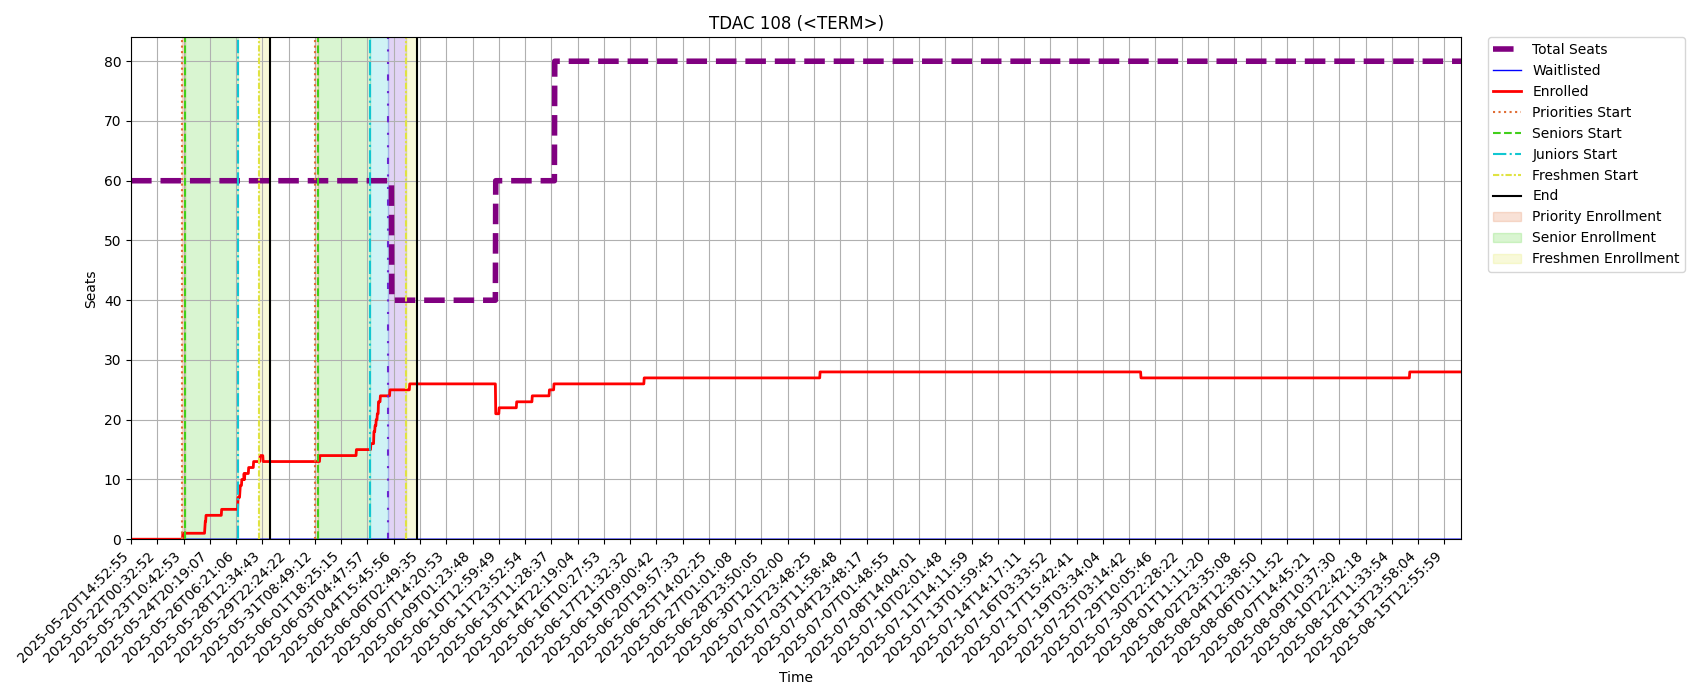 TDAC 108 (<TERM>)
Total Seats
Waitlisted
Enrolled
Priorities Start
Seniors Start
Juniors Start
Freshmen Start
End
Priority Enrollment
Senior Enrollment
Freshmen Enrollment
Seats
80
70
60
50
40
30
20
10
0
2025-05-20T14:52:55
2025-05-22T00:32:52
2025-05-23T10:42:53
2025-05-24T20:19:07
2025-05-26T06:21:06
2025-05-28T12:34:43
2025-05-29T22:24:22
2025-05-31T08:49:12
2025-06-01T18:25:15
2025-06-03T04:47:57
2025-06-04T15:45:56
2025-06-06T02:49:35
2025-06-07T14:20:53
2025-06-09T01:23:48
2025-06-10T12:59:49
2025-06-11T23:52:54
2025-06-13T11:28:37
2025-06-14T22:19:04
2025-06-16T10:27:53
2025-06-17T21:32:32
2025-06-19T09:00:42
2025-06-20T19:57:33
2025-06-25T14:02:25
2025-06-27T01:01:08
2025-06-28T23:50:05
2025-06-30T12:02:00
2025-07-01T23:48:25
2025-07-03T11:58:48
2025-07-04T23:48:17
2025-07-07T01:48:55
2025-07-08T14:04:01
2025-07-10T02:01:48
2025-07-11T14:11:59
2025-07-13T01:59:45
2025-07-14T14:17:11
2025-07-16T03:33:52
2025-07-17T15:42:41
2025-07-19T03:34:04
2025-07-25T03:14:42
2025-07-29T10:05:46
2025-07-30T22:28:22
2025-08-01T11:11:20
2025-08-02T23:35:08
2025-08-04T12:38:50
2025-08-06T01:11:52
2025-08-07T14:45:21
2025-08-09T10:37:30
2025-08-10T22:42:18
2025-08-12T11:33:54
2025-08-13T23:58:04
2025-08-15T12:55:59
Time